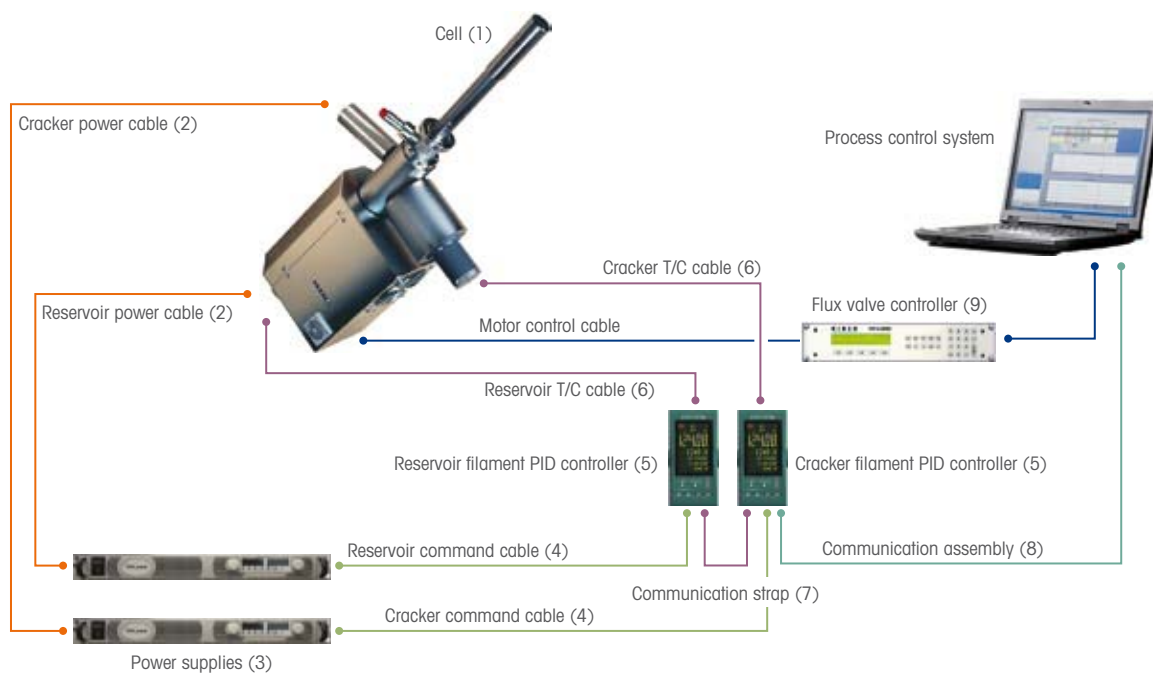 Cell (1)
Cracker power cable (2)
Process control system
Cracker T/C cable (6)
Reservoir power cable (2)
Flux valve controller (9)
Motor control cable
Reservoir T/C cable (6)
Reservoir filament PID controller (5)
Cracker filament PID controller (5)
Reservoir command cable (4)
Communication assembly (8)
Communication strap (7)
Cracker command cable (4)
Power supplies (3)